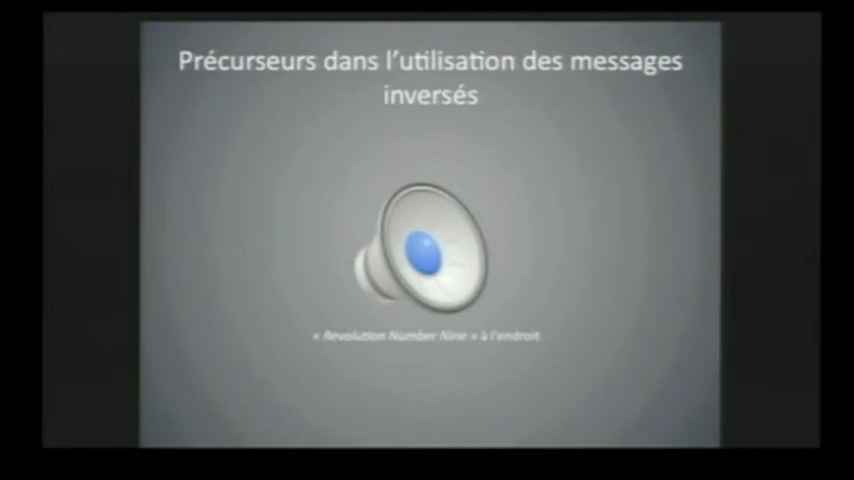 Précurseurs dans l'utilisation des messages
inversés
« Revolution Number Nine » à l'endroit